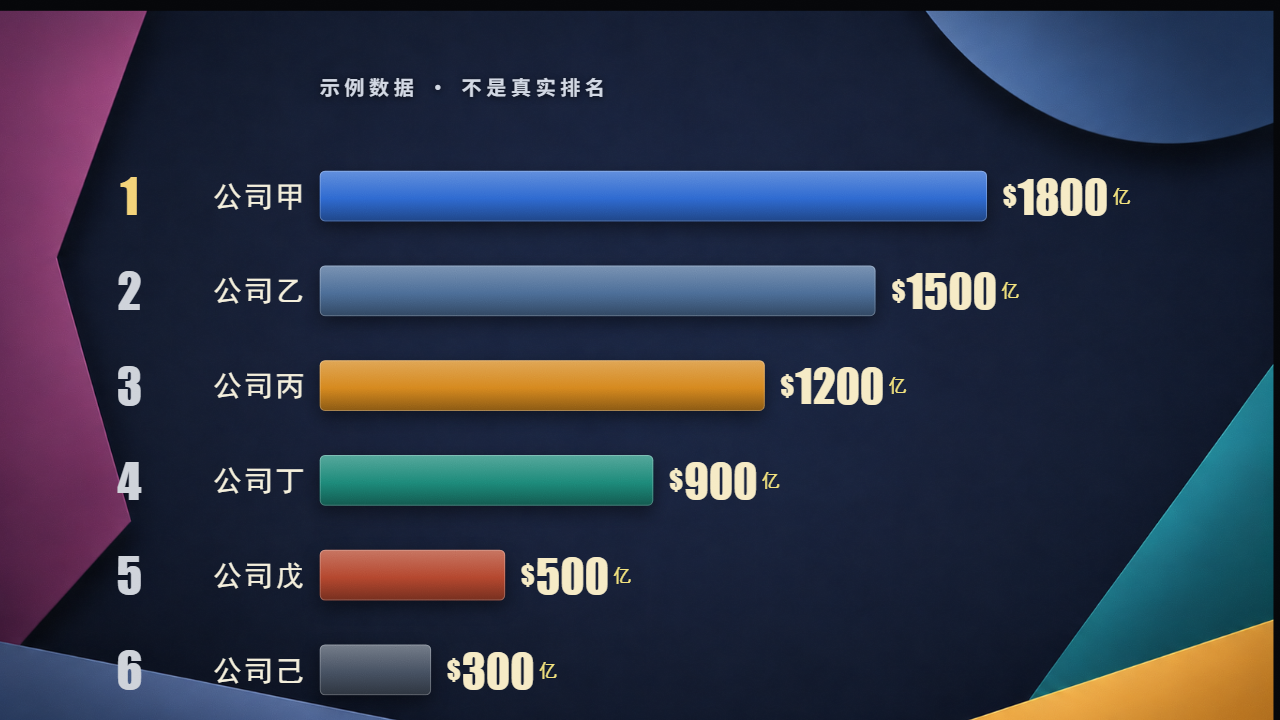 示例数据 · 不是真实排名
1 公司甲 $1800亿
2 公司乙 $1500亿
3 公司丙 $1200亿
4 公司丁 $900亿
5 公司戊 $500亿
6 公司己 $300亿